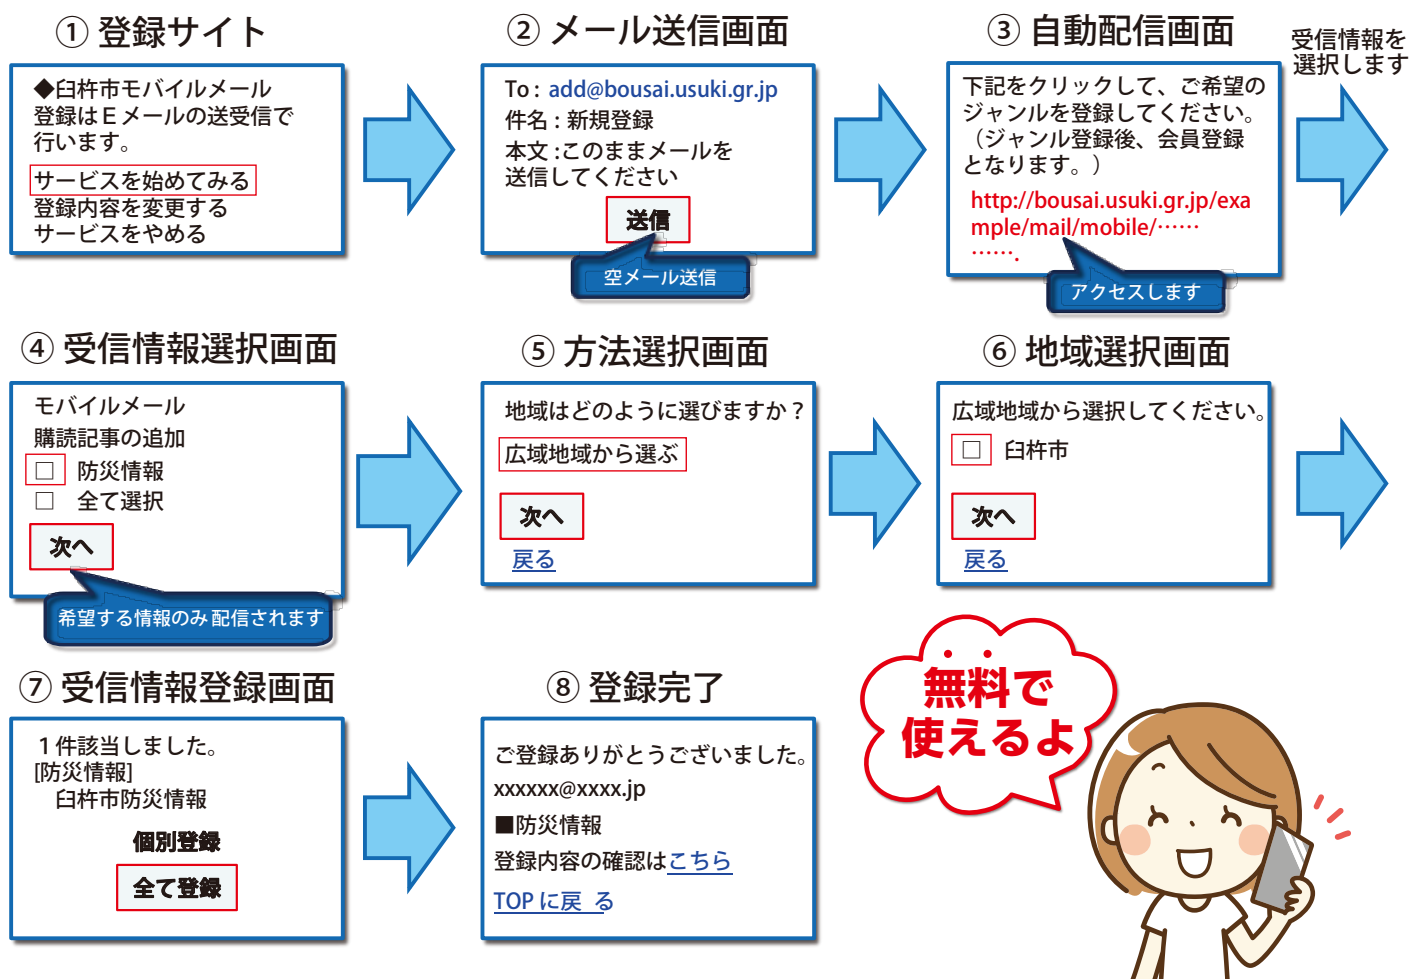 ① 登録サイト
◆臼杵市モバイルメール
登録はＥメールの送受信で
行います。
サービスを始めてみる
登録内容を変更する
サービスをやめる
② メール送信画面
To : add@bousai.usuki.gr.jp
件名 : 新規登録
本文 :このままメールを
送信してください
送信
空メール送信
③ 自動配信画面
下記をクリックして、ご希望の
ジャンルを登録してください。
（ジャンル登録後、会員登録
となります。）
http://bousai.usuki.gr.jp/exa
mple/mail/mobile/……
…….
アクセスします
受信情報を
選択します
④ 受信情報選択画面
モバイルメール
購読記事の追加
□ 防災情報
□ 全て選択
次へ
希望する情報のみ配信されます
⑤ 方法選択画面
地域はどのように選びますか？
広域地域から選ぶ
次へ
戻る
⑥ 地域選択画面
広域地域から選択してください。
□ 臼杵市
次へ
戻る
⑦ 受信情報登録画面
１件該当しました。
[防災情報]
臼杵市防災情報
個別登録
全て登録
⑧ 登録完了
ご登録ありがとうございました。
xxxxxx@xxxx.jp
■防災情報
登録内容の確認はこちら
TOP に戻 る
無料で
使えるよ